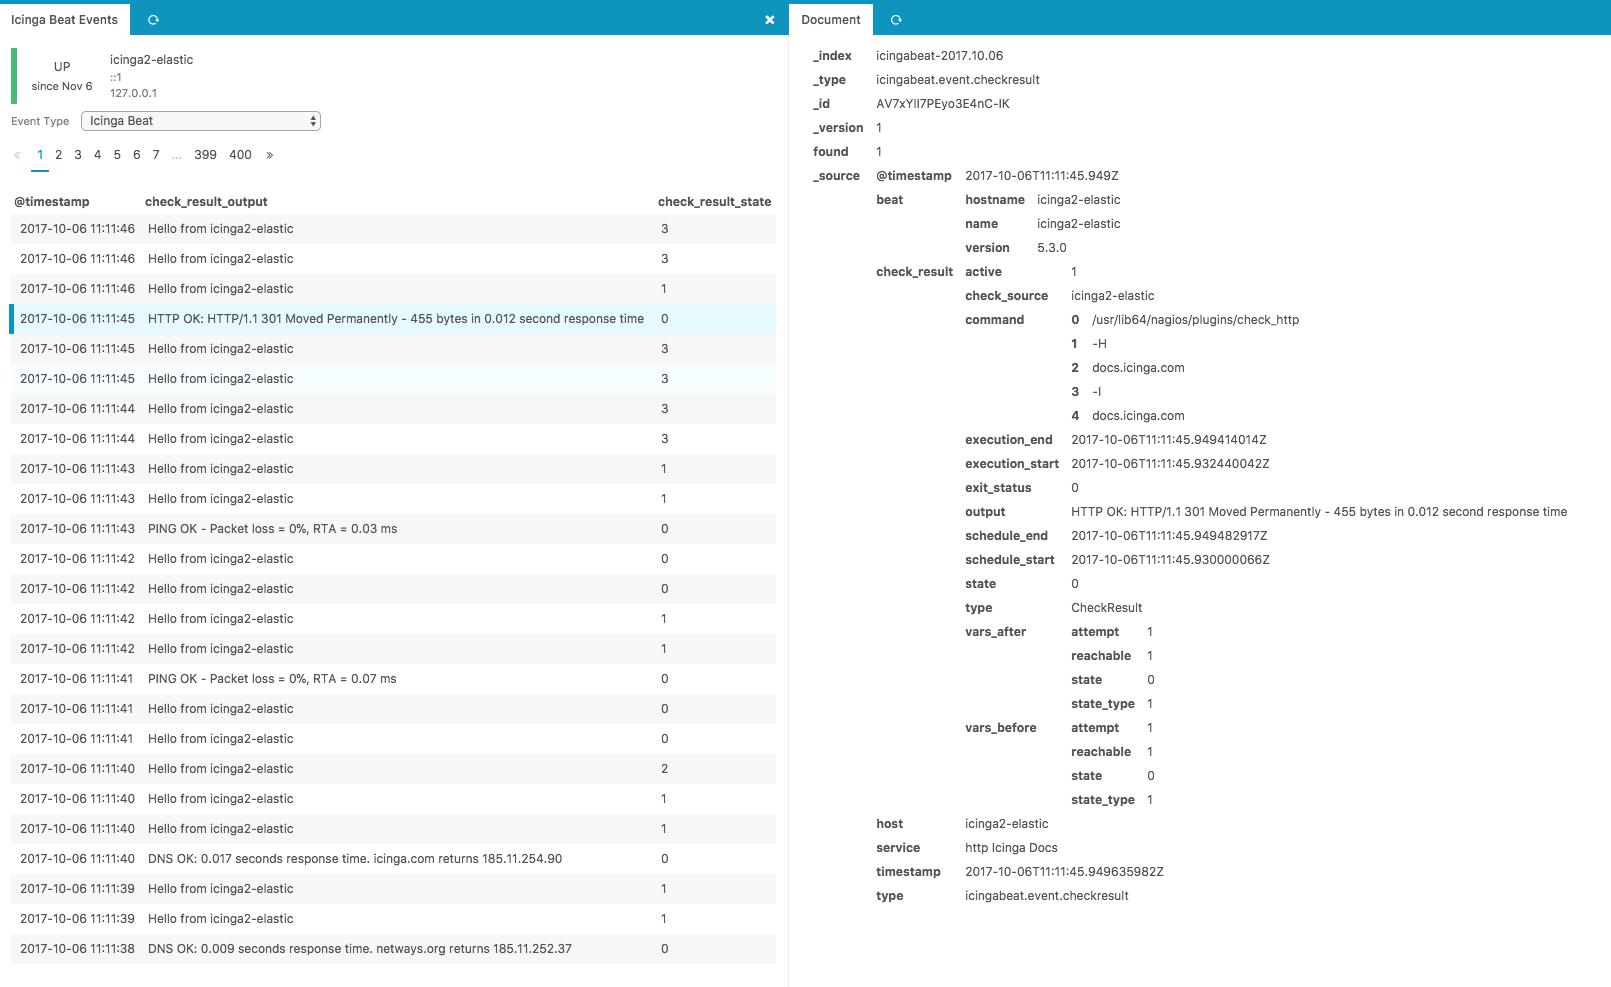 Icinga Beat Events
UP
since Nov 6
icinga2-elastic
::1
127.0.0.1
Event Type Icinga Beat
« 1 2 3 4 5 6 7 ... 399 400 »
@timestamp check_result_output check_result_state
2017-10-06 11:11:46 Hello from icinga2-elastic 3
2017-10-06 11:11:46 Hello from icinga2-elastic 3
2017-10-06 11:11:46 Hello from icinga2-elastic 1
2017-10-06 11:11:45 HTTP OK: HTTP/1.1 301 Moved Permanently - 455 bytes in 0.012 second response time 0
2017-10-06 11:11:45 Hello from icinga2-elastic 3
2017-10-06 11:11:45 Hello from icinga2-elastic 3
2017-10-06 11:11:44 Hello from icinga2-elastic 3
2017-10-06 11:11:44 Hello from icinga2-elastic 3
2017-10-06 11:11:43 Hello from icinga2-elastic 1
2017-10-06 11:11:43 Hello from icinga2-elastic 1
2017-10-06 11:11:43 PING OK - Packet loss = 0%, RTA = 0.03 ms 0
2017-10-06 11:11:42 Hello from icinga2-elastic 0
2017-10-06 11:11:42 Hello from icinga2-elastic 0
2017-10-06 11:11:42 Hello from icinga2-elastic 1
2017-10-06 11:11:42 Hello from icinga2-elastic 1
2017-10-06 11:11:41 PING OK - Packet loss = 0%, RTA = 0.07 ms 0
2017-10-06 11:11:41 Hello from icinga2-elastic 0
2017-10-06 11:11:41 Hello from icinga2-elastic 0
2017-10-06 11:11:40 Hello from icinga2-elastic 2
2017-10-06 11:11:40 Hello from icinga2-elastic 1
2017-10-06 11:11:40 Hello from icinga2-elastic 1
2017-10-06 11:11:40 DNS OK: 0.017 seconds response time. icinga.com returns 185.11.254.90 0
2017-10-06 11:11:39 Hello from icinga2-elastic 1
2017-10-06 11:11:39 Hello from icinga2-elastic 1
2017-10-06 11:11:38 DNS OK: 0.009 seconds response time. netways.org returns 185.11.252.37 0
Document
_index icingabeat-2017.10.06
_type icingabeat.event.checkresult
_id AV7xYlI7PEyo3E4nC-lK
_version 1
found 1
_source @timestamp 2017-10-06T11:11:45.949Z
beat hostname icinga2-elastic
name icinga2-elastic
version 5.3.0
check_result active 1
check_source icinga2-elastic
command 0 /usr/lib64/nagios/plugins/check_http
1 -H
2 docs.icinga.com
3 -I
4 docs.icinga.com
execution_end 2017-10-06T11:11:45.949414014Z
execution_start 2017-10-06T11:11:45.932440042Z
exit_status 0
output HTTP OK: HTTP/1.1 301 Moved Permanently - 455 bytes in 0.012 second response time
schedule_end 2017-10-06T11:11:45.949482917Z
schedule_start 2017-10-06T11:11:45.930000066Z
state 0
type CheckResult
vars_after attempt 1
reachable 1
state 0
state_type 1
vars_before attempt 1
reachable 1
state 0
state_type 1
host icinga2-elastic
service http Icinga Docs
timestamp 2017-10-06T11:11:45.949635982Z
type icingabeat.event.checkresult